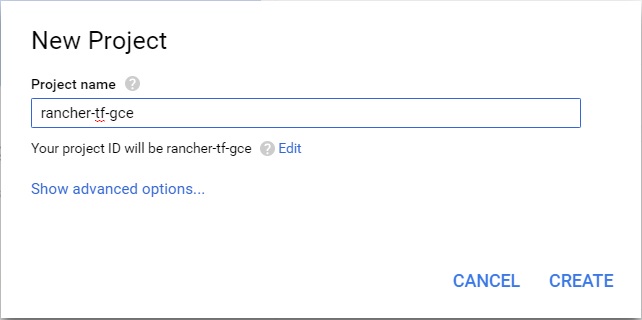 New Project
Project name ?
rancher-tf-gce
Your project ID will be rancher-tf-gce ? Edit
Show advanced options...
CANCEL CREATE